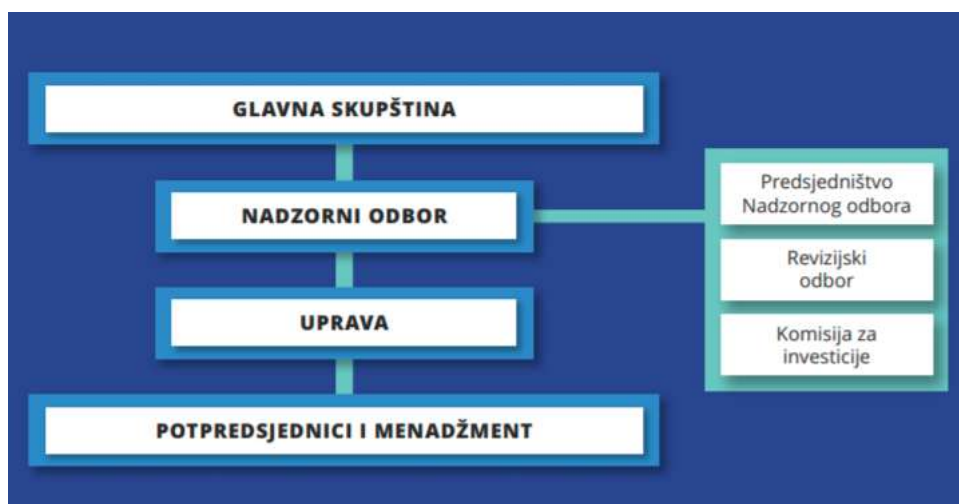 GLAVNA SKUPŠTINA
NADZORNI ODBOR
UPRAVA
POTPREDSJEDNICI I MENADŽMENT
Predsjedništvo
Nadzornog odbora
Revizijski
odbor
Komisija za
investicije